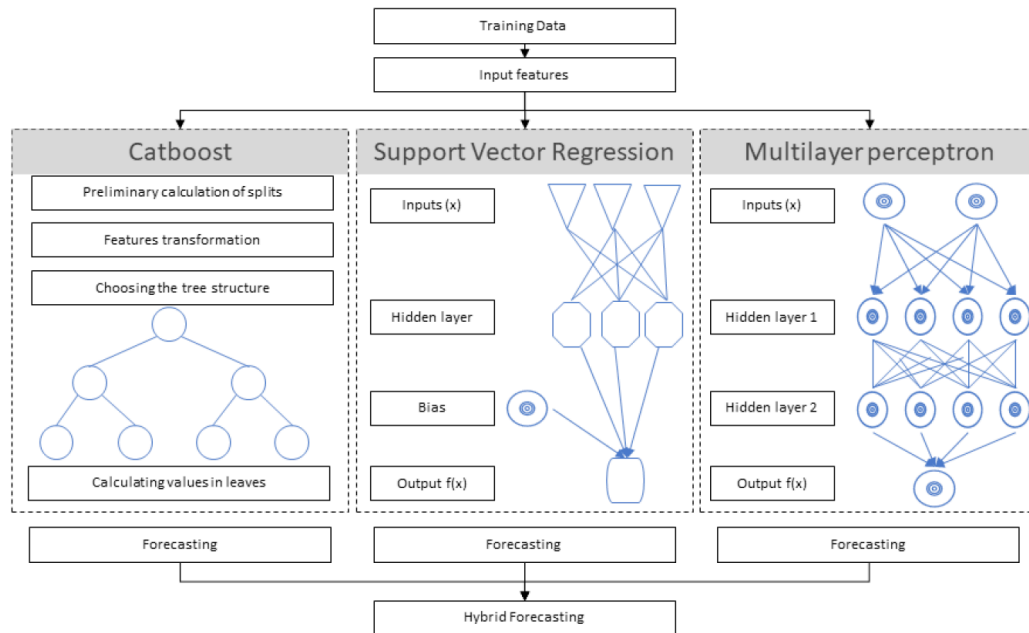 Training Data
Input features
Catboost
Preliminary calculation of splits
Features transformation
Choosing the tree structure
Calculating values in leaves
Support Vector Regression
Inputs (x)
Hidden layer
Bias
Output f(x)
Multilayer perceptron
Inputs (x)
Hidden layer 1
Hidden layer 2
Output f(x)
Forecasting
Forecasting
Forecasting
Hybrid Forecasting